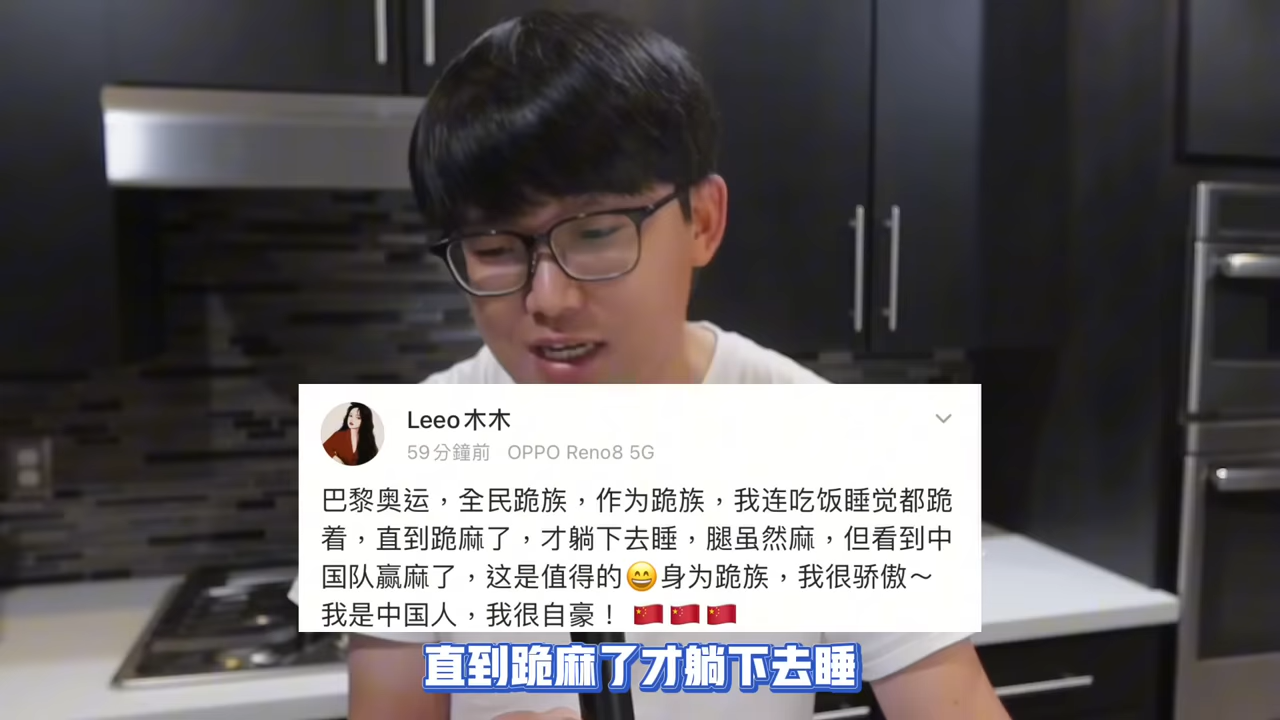 Leeo木木
59分鐘前 OPPO Reno8 5G
巴黎奥运，全民跪族，作为跪族，我连吃饭睡觉都跪
着，直到跪麻了，才躺下去睡，腿虽然麻，但看到中
国队赢麻了，这是值得的😄身为跪族，我很骄傲～
我是中国人，我很自豪！🇨🇳🇨🇳🇨🇳
直到跪麻了才躺下去睡